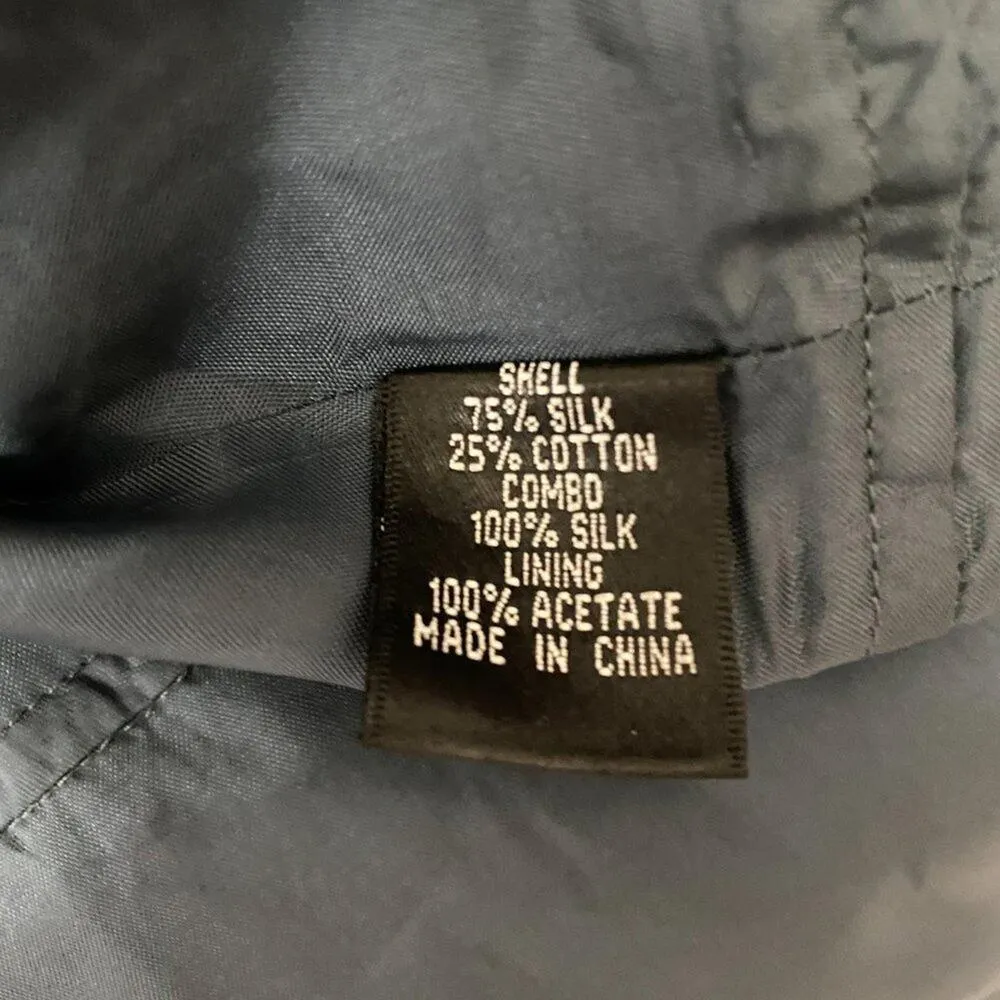 SHELL
75% SILK
25% COTTON
COMBO
100% SILK
LINING
100% ACETATE
MADE IN CHINA